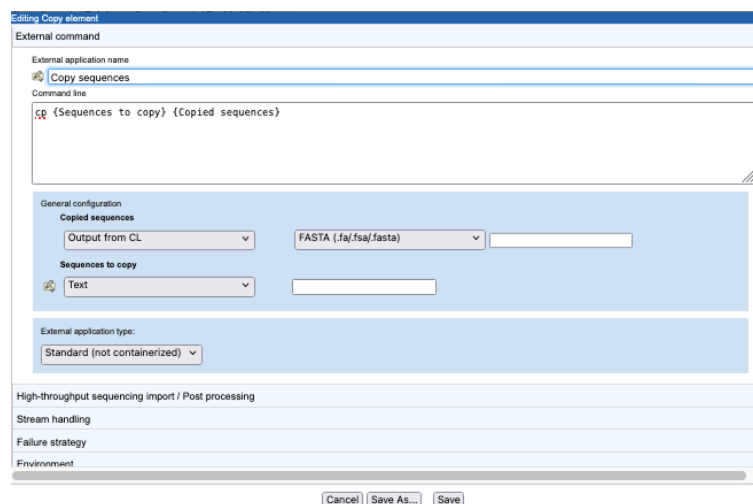 Editing Copy element
External command
External application name
Copy sequences
Command line
cp {Sequences to copy} {Copied sequences}
General configuration
Copied sequences
Output from CL
FASTA (.fa/.fsa/.fasta)
Sequences to copy
Text
External application type:
Standard (not containerized)
High-throughput sequencing import / Post processing
Stream handling
Failure strategy
Environment
Cancel Save As... Save